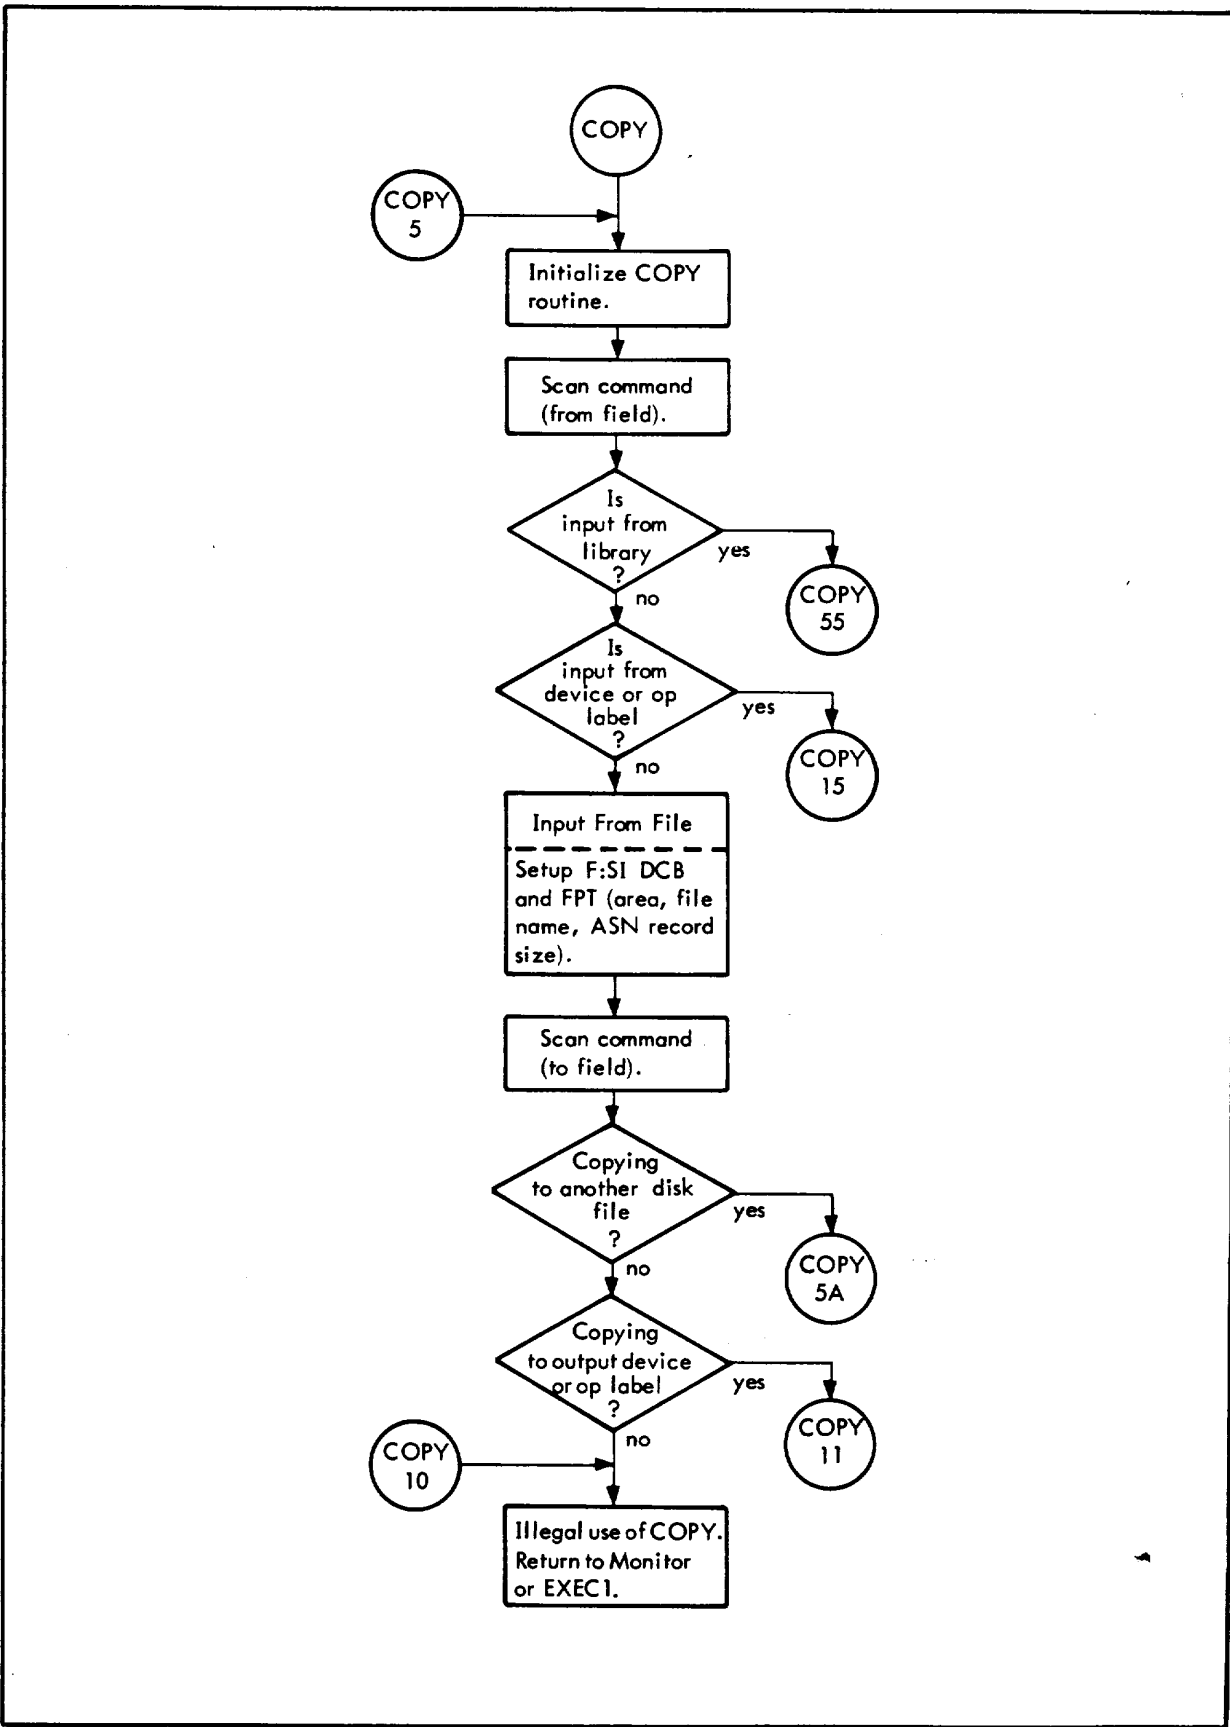 COPY
COPY
5
Initialize COPY
routine.
Scan command
(from field).
Is
input from
library
?
yes
no
COPY
55
Is
input from
device or op
label
?
yes
no
COPY
15
Input From File
Setup F:SI DCB
and FPT (area, file
name, ASN record
size).
Scan command
(to field).
Copying
to another disk
file
?
yes
no
COPY
5A
Copying
to output device
or op label
?
yes
no
COPY
11
COPY
10
Illegal use of COPY.
Return to Monitor
or EXEC1.